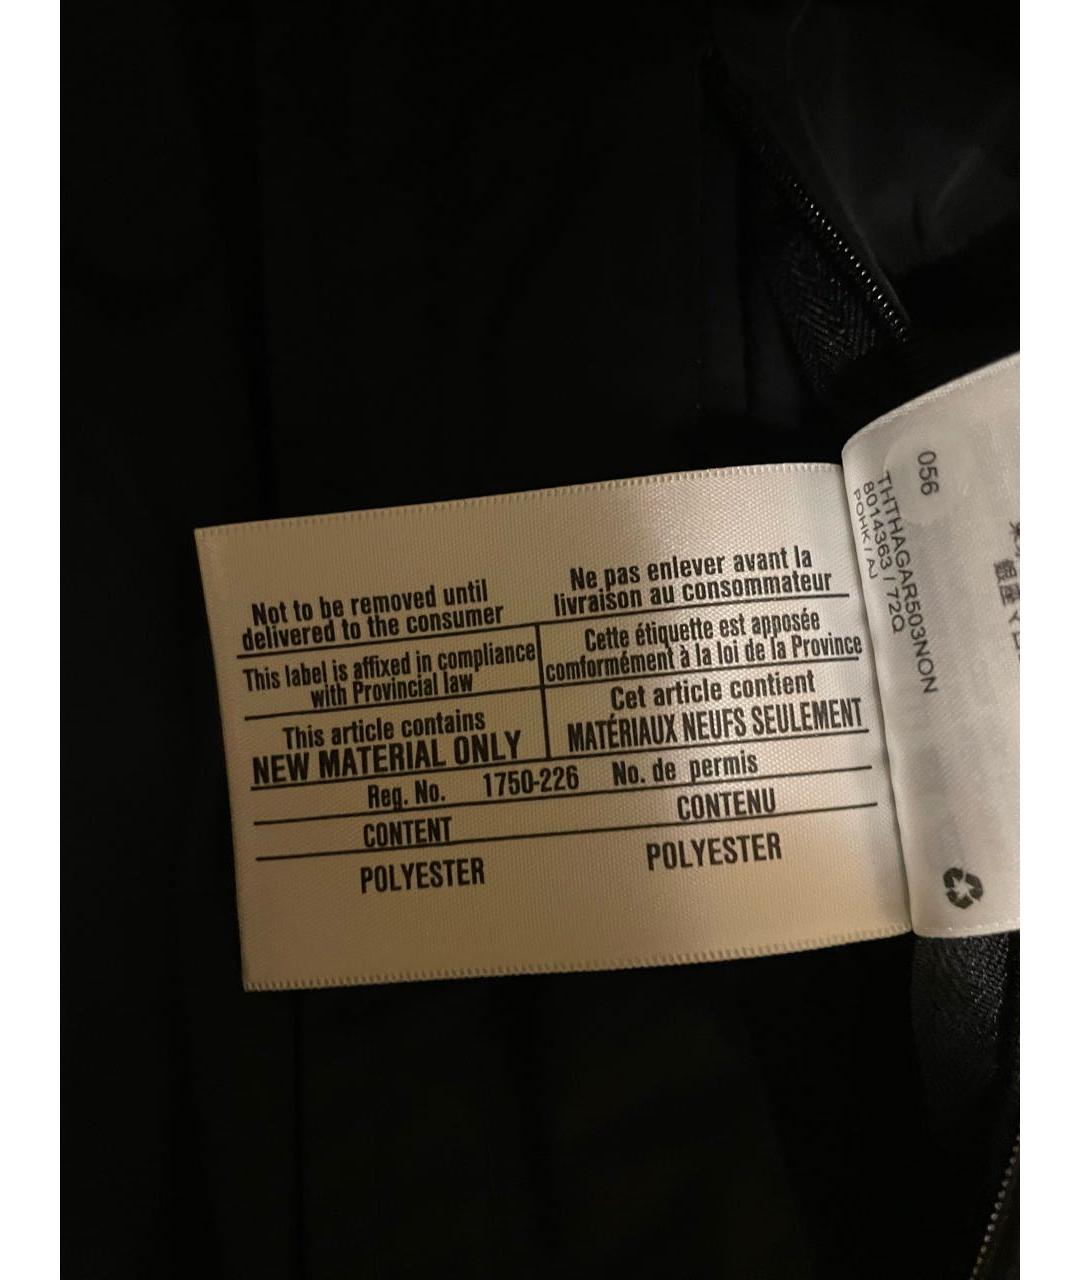 Not to be removed until
delivered to the consumer
Ne pas enlever avant la
livraison au consommateur
This label is affixed in compliance
with Provincial law
Cette étiquette est apposée
comformément à la loi de la Province
This article contains
NEW MATERIAL ONLY
Cet article contient
MATÉRIAUX NEUFS SEULEMENT
Reg. No. 1750-226 No. de permis
CONTENT
CONTENU
POLYESTER
POLYESTER
056
THTHAGAR503NON
8014363 / 72Q
POHK / AJ